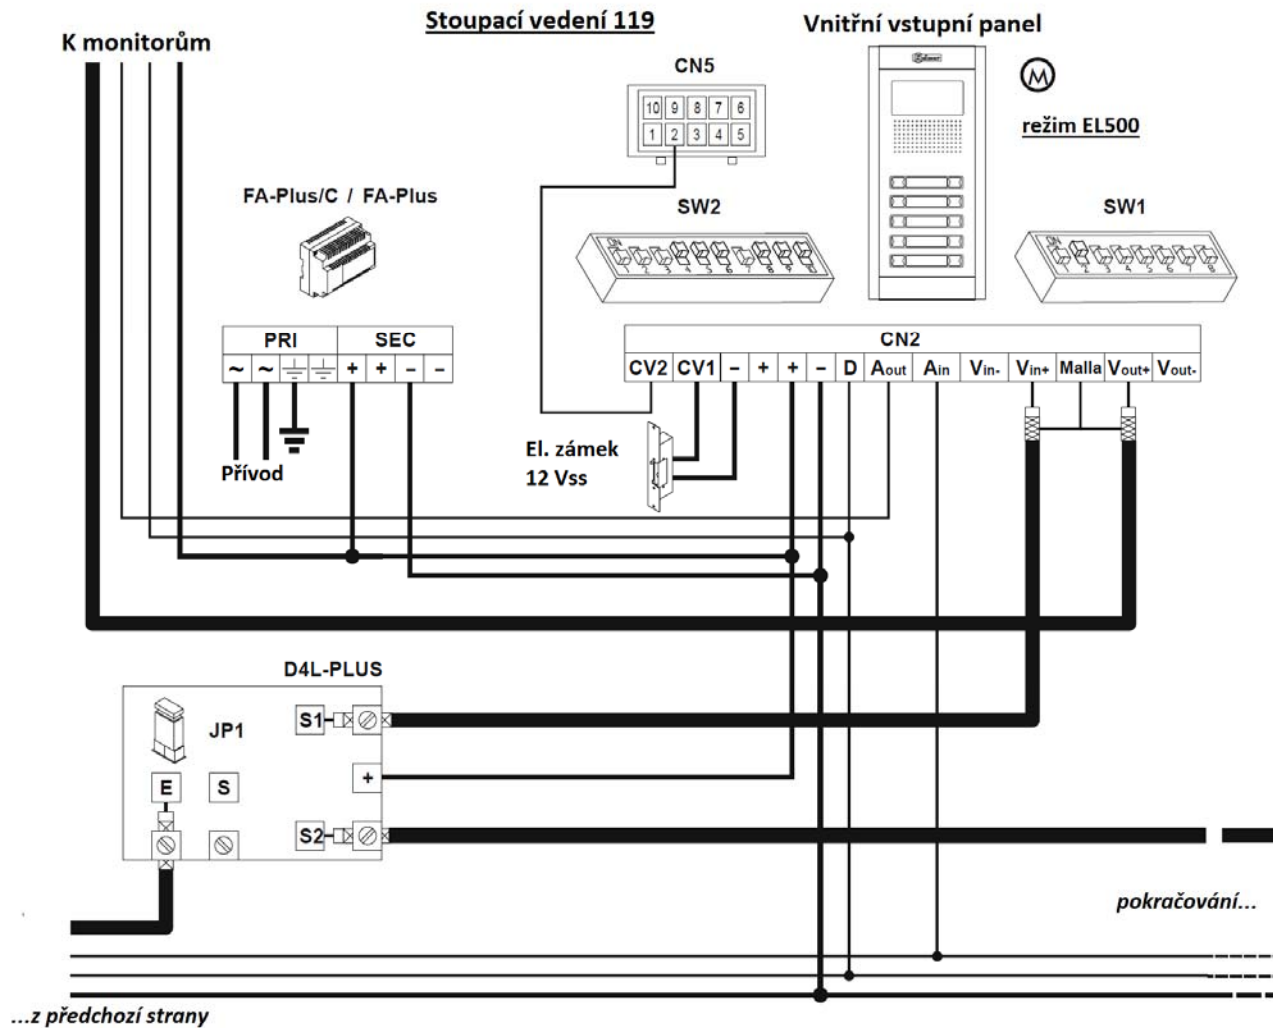 Stoupací vedení 119
Vnitřní vstupní panel
K monitorům
CN5
10 9 8 7 6
1 2 3 4 5
M
režim EL500
FA-Plus/C / FA-Plus
SW2
SW1
PRI SEC
~ ~ + + – –
CN2
CV2 CV1 – + + – D Aout Ain Vin- Vin+ Malla Vout+ Vout-
Přívod
El. zámek
12 Vss
D4L-PLUS
JP1
S1
+
E S
S2
pokračování...
...z předchozí strany